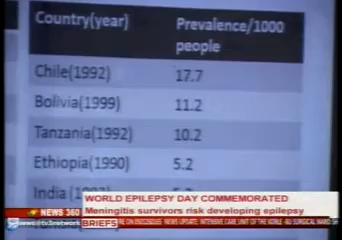 Country(year) Prevalence/1000 people
Chile(1992) 17.7
Bolivia(1999) 11.2
Tanzania(1992) 10.2
Ethiopia(1990) 5.2
India
WORLD EPILEPSY DAY COMMEMORATED
NEWS 360 Meningitis survivors risk developing epilepsy
BRIEFS